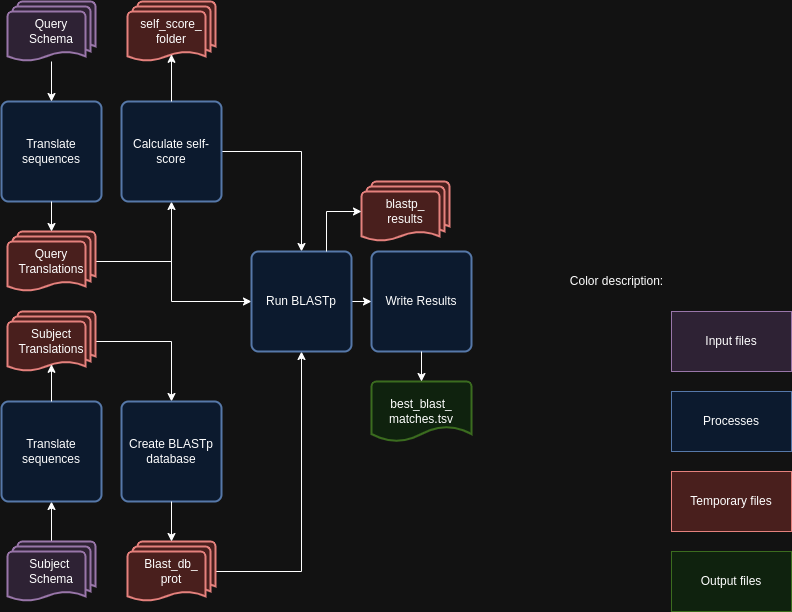 Query
Schema
self_score_
folder
Translate
sequences
Calculate self-
score
Query
Translations
blastp_
results
Run BLASTp
Write Results
Subject
Translations
best_blast_
matches.tsv
Translate
sequences
Create BLASTp
database
Subject
Schema
Blast_db_
prot
Color description:
Input files
Processes
Temporary files
Output files